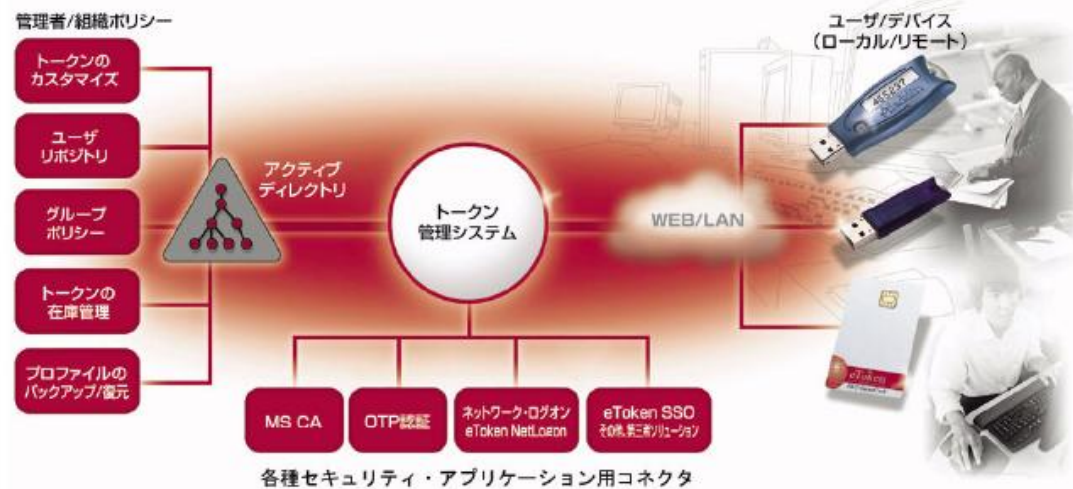 管理者/組織ポリシー
トークンの
カスタマイズ
ユーザ
リポジトリ
グループ
ポリシー
トークンの
在庫管理
プロファイルの
バックアップ/復元
アクティブ
ディレクトリ
トークン
管理システム
WEB/LAN
ユーザ/デバイス
(ローカル/リモート)
eToken
MS CA
OTP認証
ネットワーク・ログオン
eToken NetLogon
eToken SSO
その他、第三者ソリューション
各種セキュリティ・アプリケーション用コネクタ